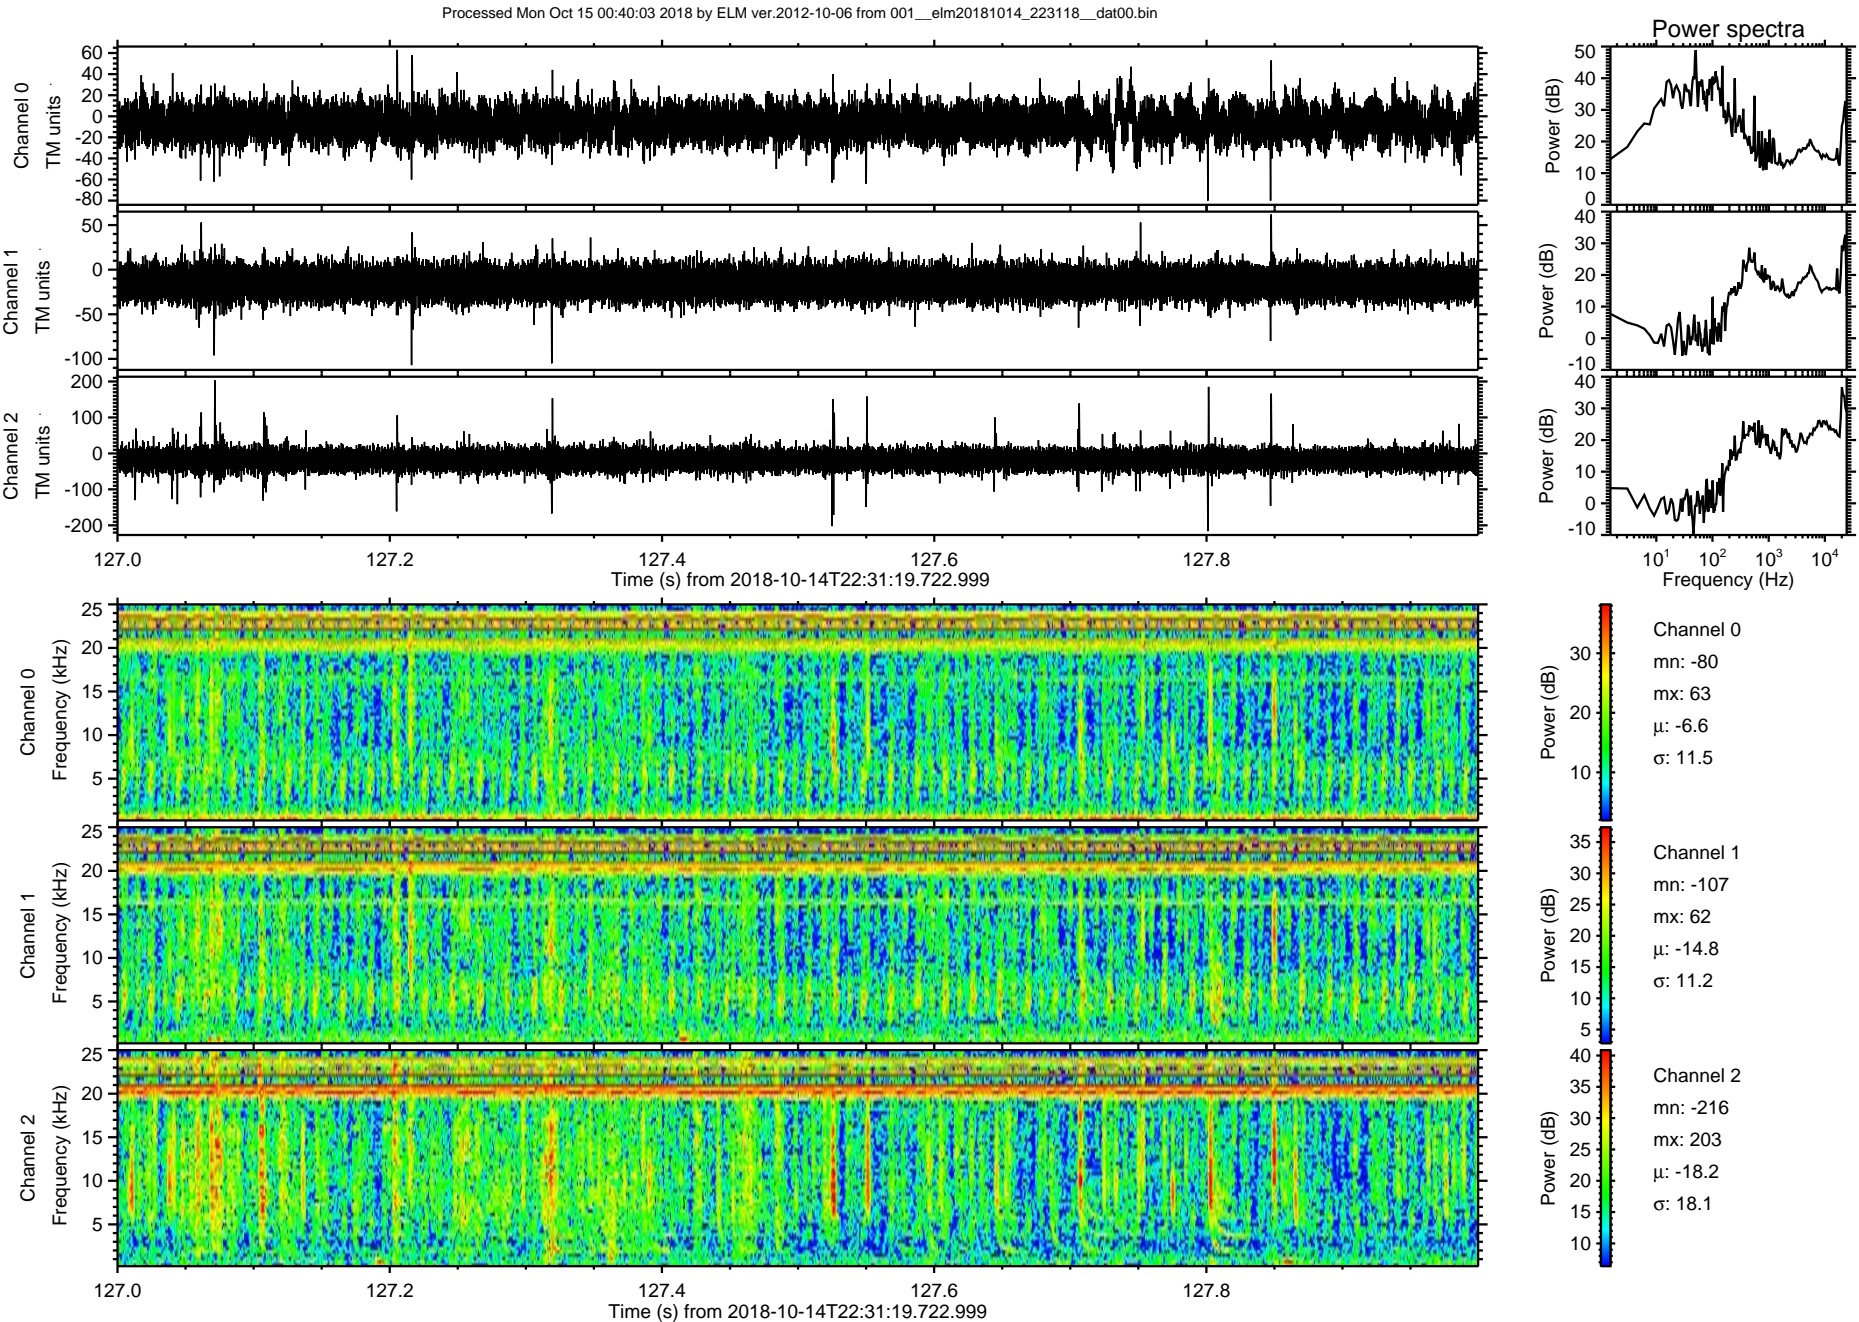 Processed Mon Oct 15 00:40:03 2018 by ELM ver.2012-10-06 from 001__elm20181014_223118__dat00.bin
Power spectra
Channel 0
TM units
60
40
20
0
-20
-40
-60
-80
Power (dB)
50
40
30
20
10
0
Channel 1
TM units
50
0
-50
-100
Power (dB)
40
30
20
10
0
-10
Channel 2
TM units
200
100
0
-100
-200
Power (dB)
40
30
20
10
0
-10
127.0 127.2 127.4 127.6 127.8
Time (s) from 2018-10-14T22:31:19.722.999
10^1 10^2 10^3 10^4
Frequency (Hz)
Channel 0
Frequency (kHz)
25
20
15
10
5
Power (dB)
30
20
10
Channel 0
mn: -80
mx: 63
μ: -6.6
σ: 11.5
Channel 1
Frequency (kHz)
25
20
15
10
5
Power (dB)
35
30
25
20
15
10
5
Channel 1
mn: -107
mx: 62
μ: -14.8
σ: 11.2
Channel 2
Frequency (kHz)
25
20
15
10
5
Power (dB)
40
35
30
25
20
15
10
Channel 2
mn: -216
mx: 203
μ: -18.2
σ: 18.1
127.0 127.2 127.4 127.6 127.8
Time (s) from 2018-10-14T22:31:19.722.999